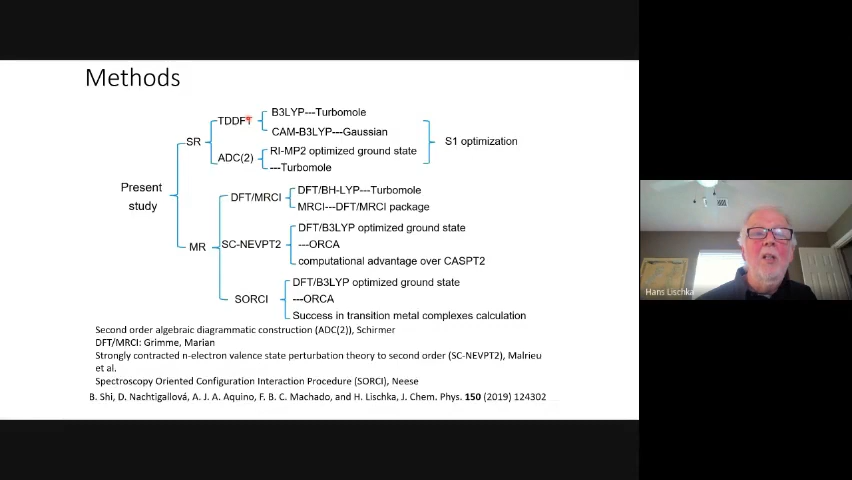 Methods
B3LYP---Turbomole
TDDFT
CAM-B3LYP---Gaussian
SR
S1 optimization
RI-MP2 optimized ground state
ADC(2)
---Turbomole
Present
study
DFT/BH-LYP---Turbomole
DFT/MRCI
MRCI---DFT/MRCI package
DFT/B3LYP optimized ground state
MR
SC-NEVPT2
---ORCA
computational advantage over CASPT2
DFT/B3LYP optimized ground state
SORCI
---ORCA
Success in transition metal complexes calculation
Second order algebraic diagrammatic construction (ADC(2)), Schirmer
DFT/MRCI: Grimme, Marian
Strongly contracted n-electron valence state perturbation theory to second order (SC-NEVPT2), Malrieu
et al.
Spectroscopy Oriented Configuration Interaction Procedure (SORCI), Neese
B. Shi, D. Nachtigallová, A. J. A. Aquino, F. B. C. Machado, and H. Lischka, J. Chem. Phys. 150 (2019) 124302
Hans Lischka